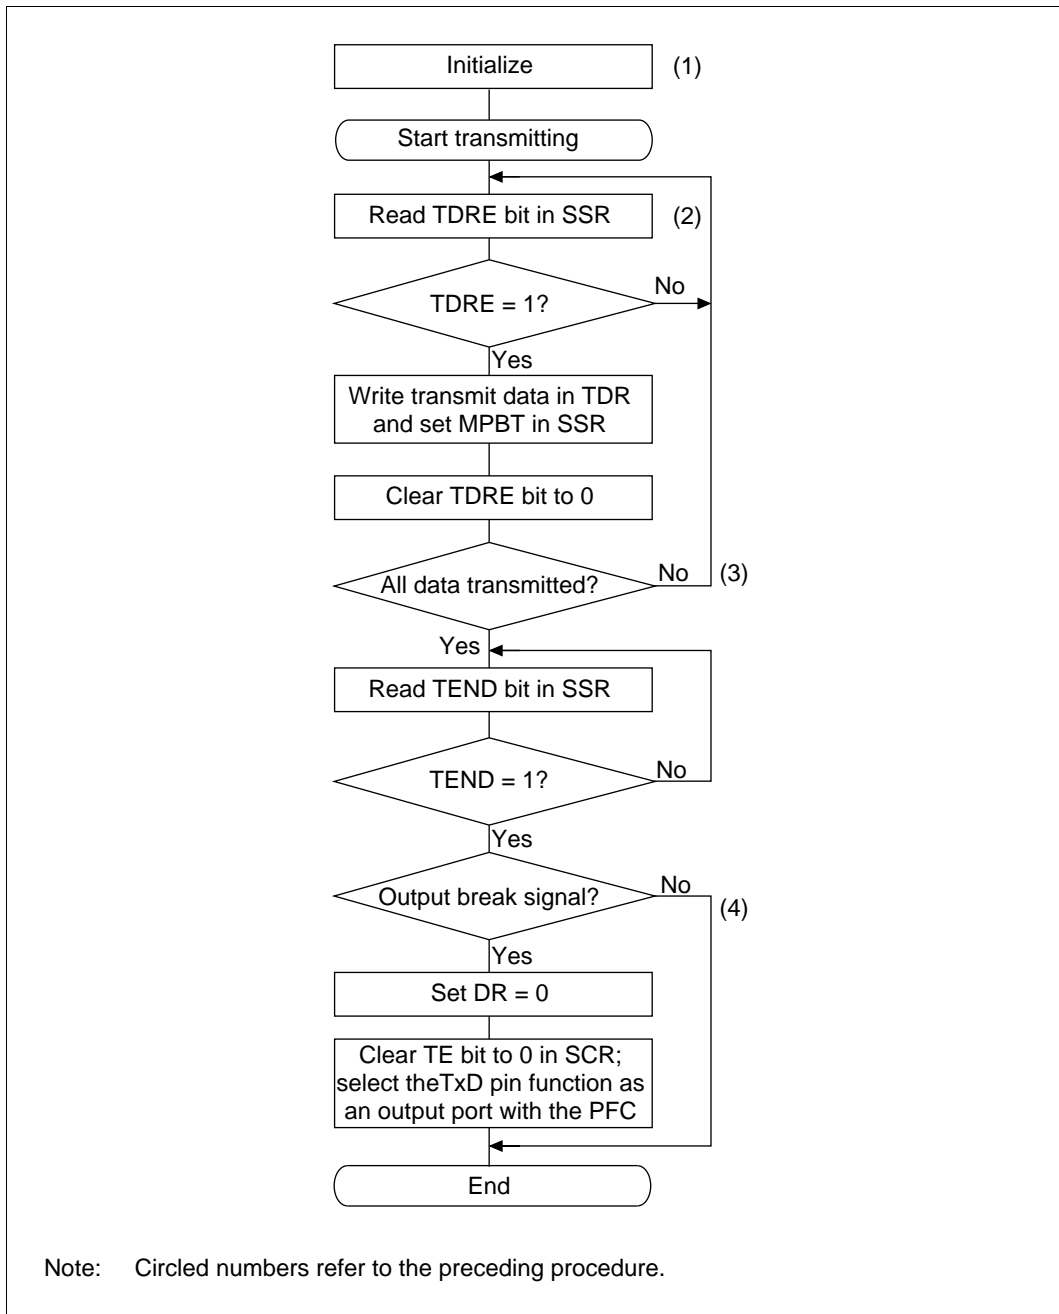 Initialize
(1)
Start transmitting
Read TDRE bit in SSR
(2)
TDRE = 1?
No
Yes
Write transmit data in TDR
and set MPBT in SSR
Clear TDRE bit to 0
All data transmitted?
No
(3)
Yes
Read TEND bit in SSR
TEND = 1?
No
Yes
Output break signal?
No
(4)
Yes
Set DR = 0
Clear TE bit to 0 in SCR;
select theTxD pin function as
an output port with the PFC
End
Note: Circled numbers refer to the preceding procedure.